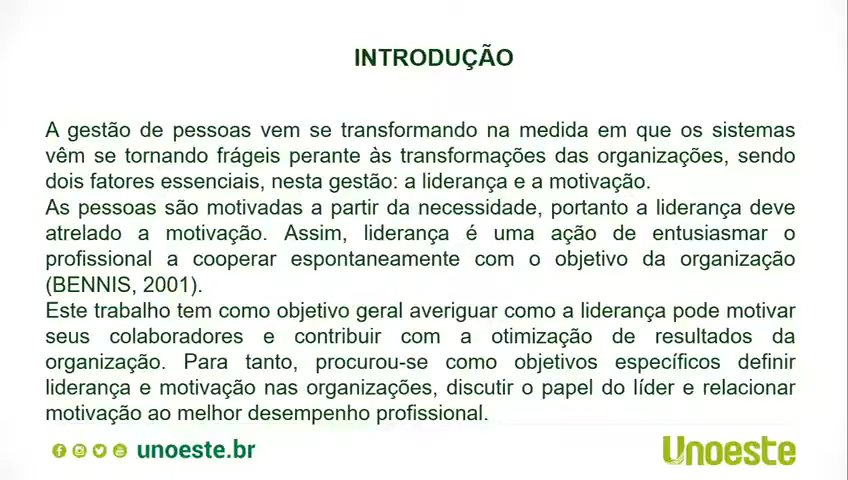 INTRODUÇÃO
A gestão de pessoas vem se transformando na medida em que os sistemas
vêm se tornando frágeis perante às transformações das organizações, sendo
dois fatores essenciais, nesta gestão: a liderança e a motivação.
As pessoas são motivadas a partir da necessidade, portanto a liderança deve
atrelado a motivação. Assim, liderança é uma ação de entusiasmar o
profissional a cooperar espontaneamente com o objetivo da organização
(BENNIS, 2001).
Este trabalho tem como objetivo geral averiguar como a liderança pode motivar
seus colaboradores e contribuir com a otimização de resultados da
organização. Para tanto, procurou-se como objetivos específicos definir
liderança e motivação nas organizações, discutir o papel do líder e relacionar
motivação ao melhor desempenho profissional.
unoeste.br
Unoeste